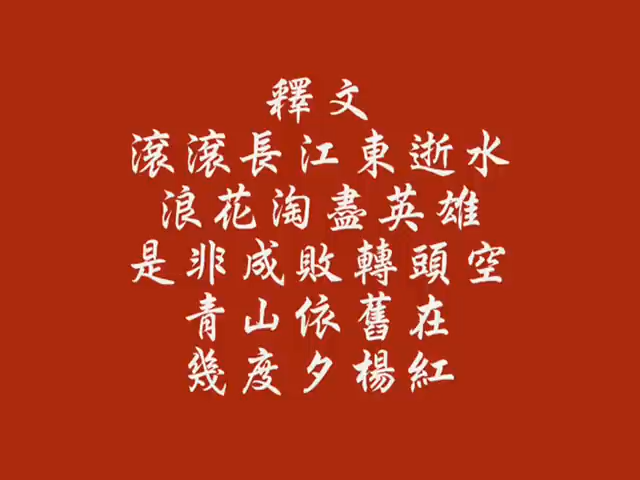 釋文
滾滾長江東逝水
浪花淘盡英雄
是非成敗轉頭空
青山依舊在
幾度夕楊紅